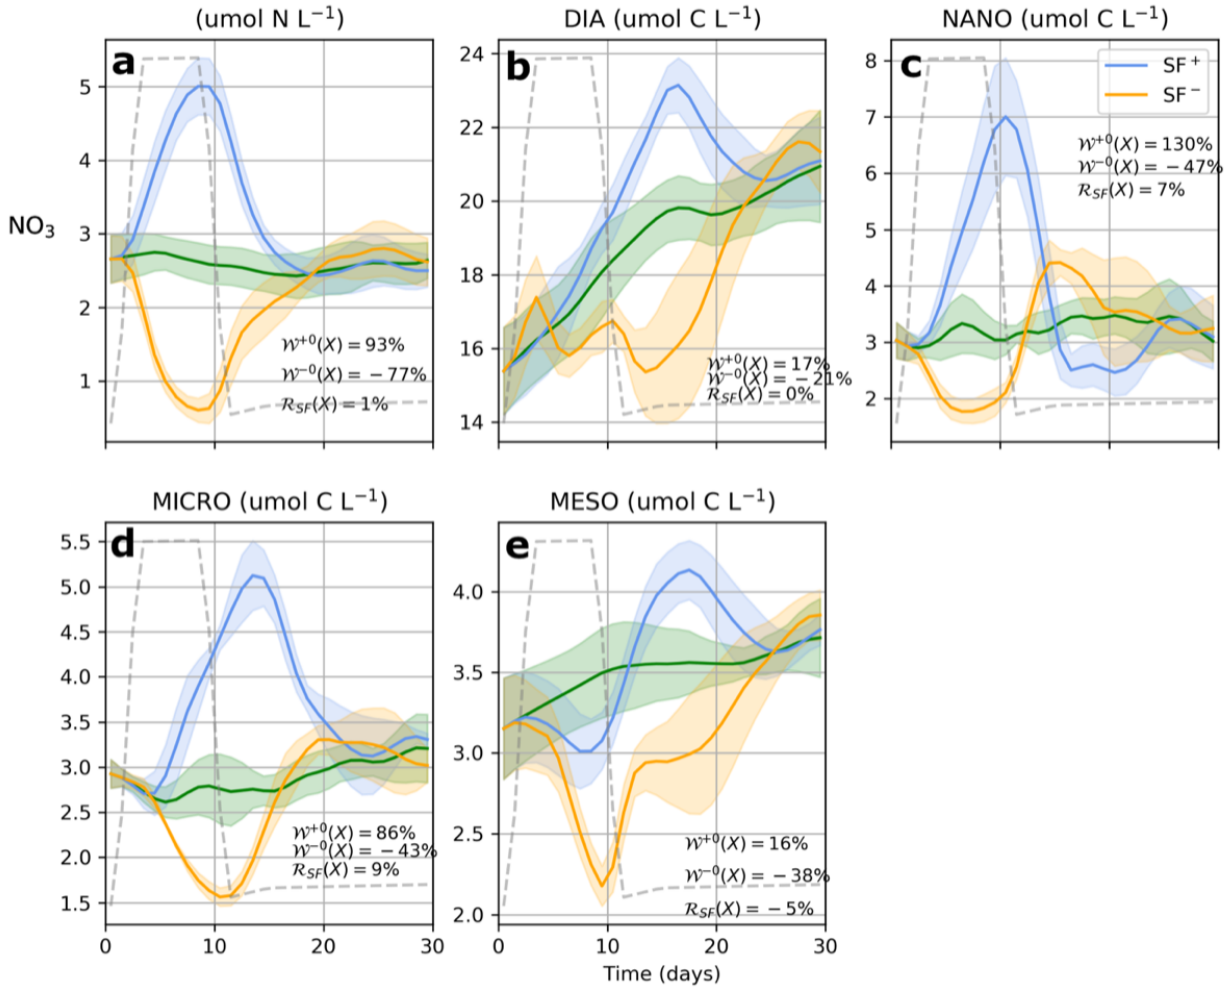 (umol N L⁻¹)
DIA (umol C L⁻¹)
NANO (umol C L⁻¹)
a
b
c
NO₃
5
4
3
2
1
24
22
20
18
16
14
8
7
6
5
4
3
2
SF⁺
SF⁻
𝒲⁺⁰(X) = 93%
𝒲⁻⁰(X) = −77%
ℛ_SF(X) = 1%
𝒲⁺⁰(X) = 17%
𝒲⁻⁰(X) = −21%
ℛ_SF(X) = 0%
𝒲⁺⁰(X) = 130%
𝒲⁻⁰(X) = −47%
ℛ_SF(X) = 7%
MICRO (umol C L⁻¹)
MESO (umol C L⁻¹)
d
e
5.5
5.0
4.5
4.0
3.5
3.0
2.5
2.0
1.5
4.0
3.5
3.0
2.5
2.0
𝒲⁺⁰(X) = 86%
𝒲⁻⁰(X) = −43%
ℛ_SF(X) = 9%
𝒲⁺⁰(X) = 16%
𝒲⁻⁰(X) = −38%
ℛ_SF(X) = −5%
0 10 20 30
0 10 20 30
Time (days)